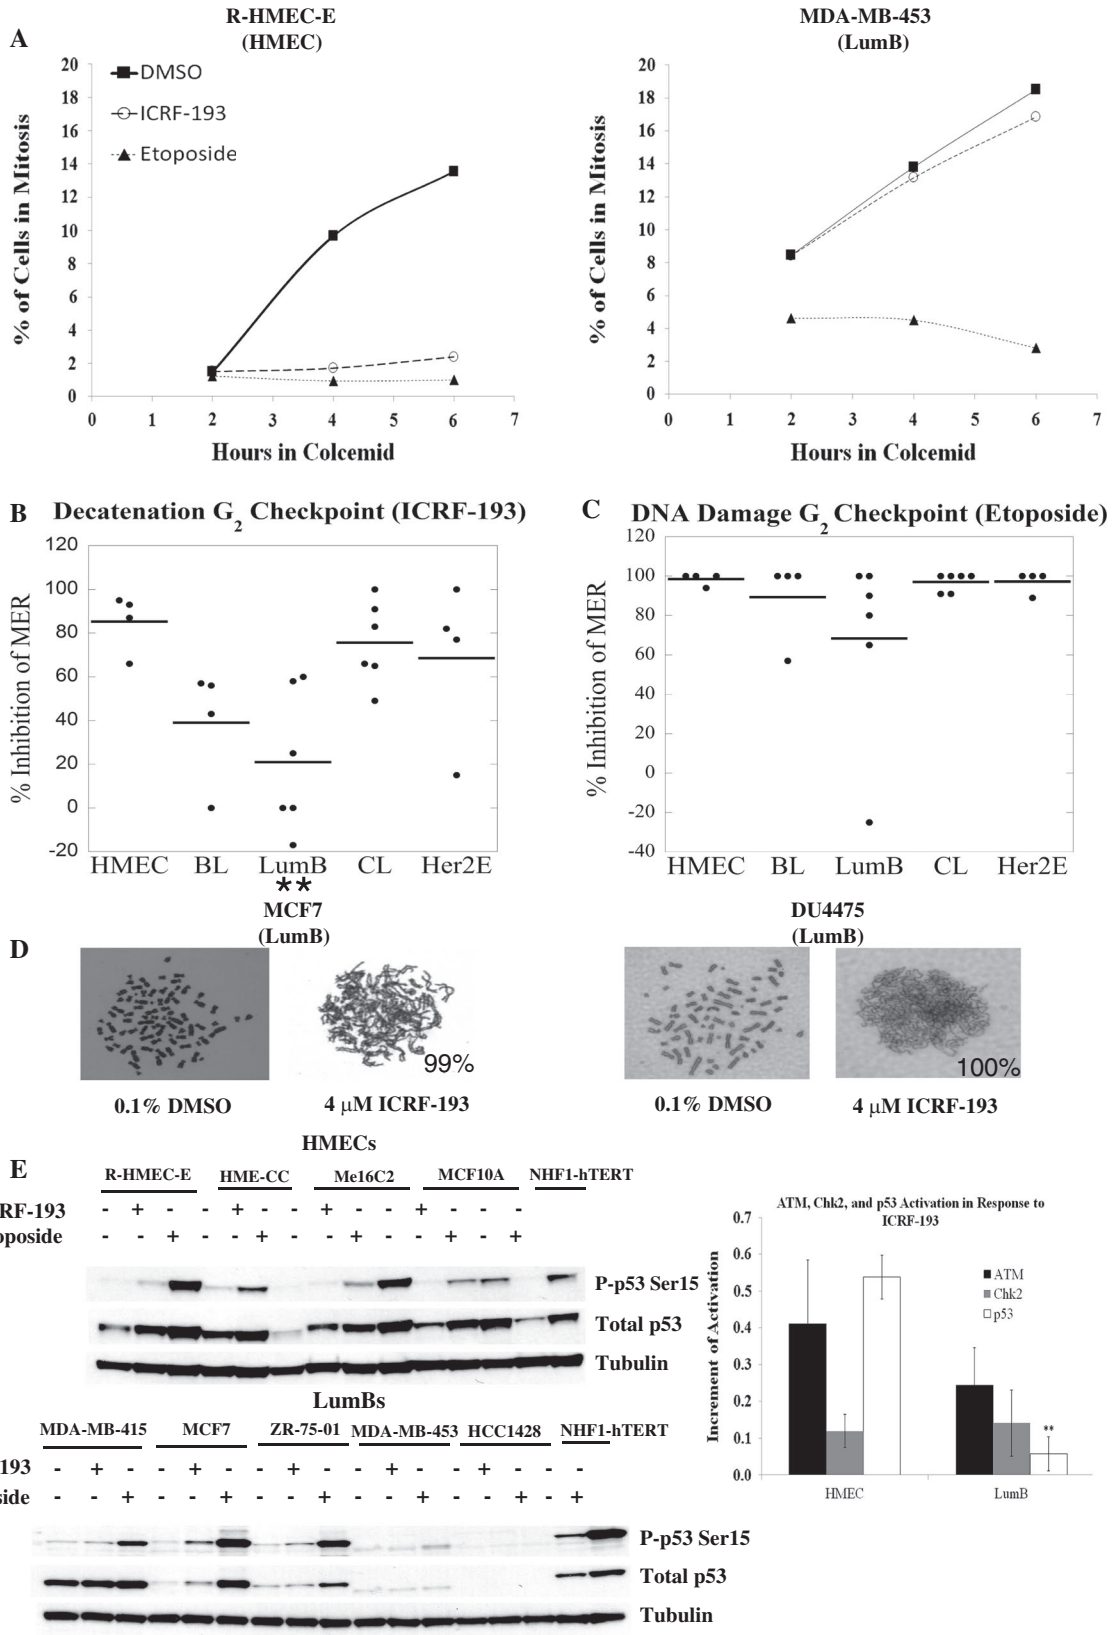 A
R-HMEC-E
(HMEC)
MDA-MB-453
(LumB)
% of Cells in Mitosis
20
18
16
14
12
10
8
6
4
2
0
DMSO
ICRF-193
Etoposide
0 1 2 3 4 5 6 7
Hours in Colcemid
% of Cells in Mitosis
20
18
16
14
12
10
8
6
4
2
0
0 1 2 3 4 5 6 7
Hours in Colcemid
B
Decatenation G2 Checkpoint (ICRF-193)
% Inhibition of MER
120
100
80
60
40
20
0
-20
HMEC BL LumB CL Her2E
**
C
DNA Damage G2 Checkpoint (Etoposide)
% Inhibition of MER
120
100
80
60
40
20
0
-20
-40
HMEC BL LumB CL Her2E
D
MCF7
(LumB)
99%
0.1% DMSO
4 μM ICRF-193
DU4475
(LumB)
100%
0.1% DMSO
4 μM ICRF-193
E
HMECs
R-HMEC-E HME-CC Me16C2 MCF10A NHF1-hTERT
RF-193 - + - - + - - + - + - -
oposide - - + - - + - - + - + - +
P-p53 Ser15
Total p53
Tubulin
LumBs
MDA-MB-415 MCF7 ZR-75-01 MDA-MB-453 HCC1428 NHF1-hTERT
193 - + - - + - - + - - + - - + - - -
side - - + - - + - - + - - + - - + - +
P-p53 Ser15
Total p53
Tubulin
ATM, Chk2, and p53 Activation in Response to
ICRF-193
Increment of Activation
0.7
0.6
0.5
0.4
0.3
0.2
0.1
0.0
ATM
Chk2
p53
**
HMEC LumB